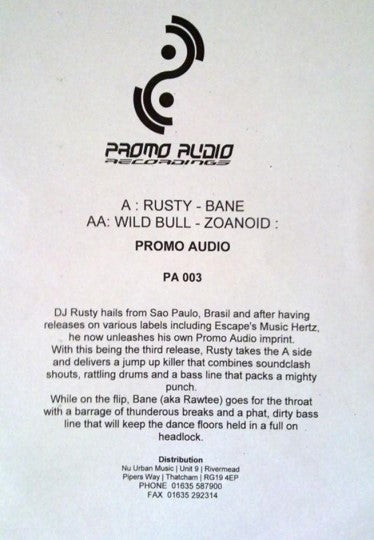 PROMO AUDIO
RECORDINGS
A : RUSTY - BANE
AA: WILD BULL - ZOANOID :
PROMO AUDIO
PA 003
DJ Rusty hails from Sao Paulo, Brasil and after having
releases on various labels including Escape's Music Hertz,
he now unleashes his own Promo Audio imprint.
With this being the third release, Rusty takes the A side
and delivers a jump up killer that combines soundclash
shouts, rattling drums and a bass line that packs a mighty
punch.
While on the flip, Bane (aka Rawtee) goes for the throat
with a barrage of thunderous breaks and a phat, dirty bass
line that will keep the dance floors held in a full on
headlock.
Distribution
Nu Urban Music | Unit 9 | Rivermead
Pipers Way | Thatcham | RG19 4EP
PHONE 01635 587900
FAX 01635 292314